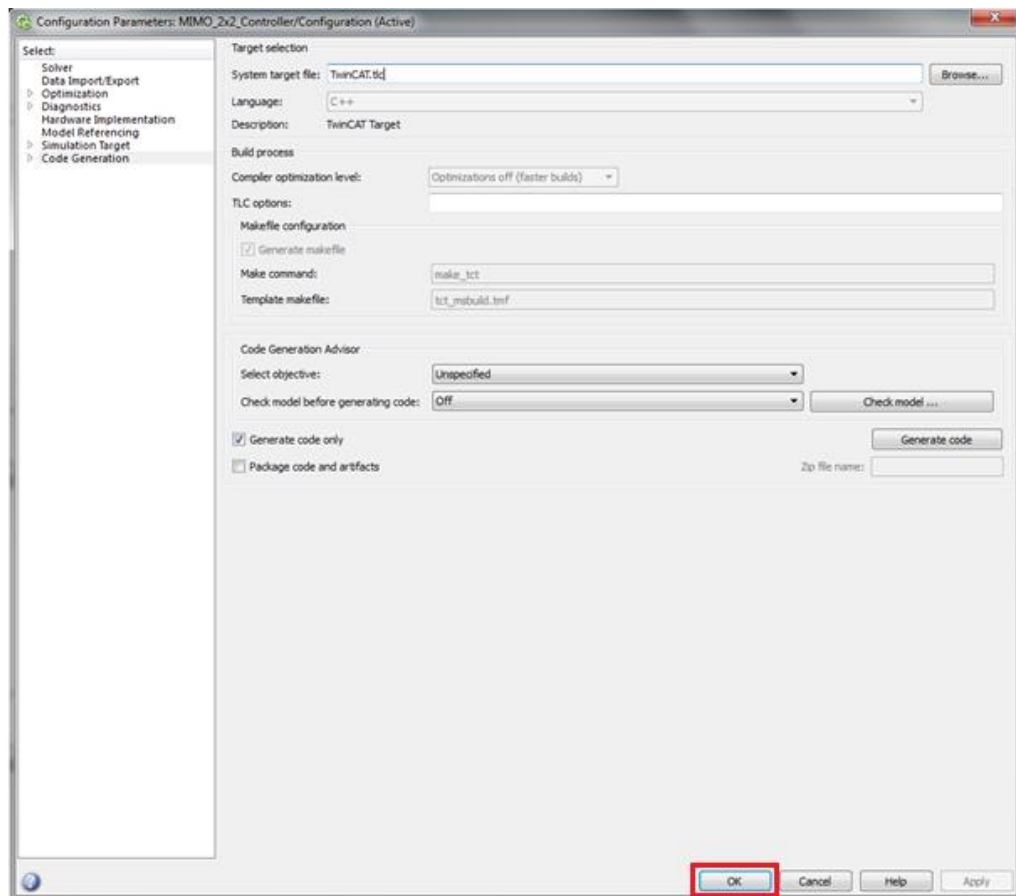 Configuration Parameters: MIMO_2x2_Controller/Configuration (Active)
Select:
Solver
Data Import/Export
Optimization
Diagnostics
Hardware Implementation
Model Referencing
Simulation Target
Code Generation
Target selection
System target file: TwinCAT.tlc Browse...
Language: C++
Description: TwinCAT Target
Build process
Compiler optimization level: Optimizations off (faster builds)
TLC options:
Makefile configuration
Generate makefile
Make command: make_tct
Template makefile: tct_msbuild.tmf
Code Generation Advisor
Select objective: Unspecified
Check model before generating code: Off Check model ...
Generate code only Generate code
Package code and artifacts Zip file name:
OK Cancel Help Apply